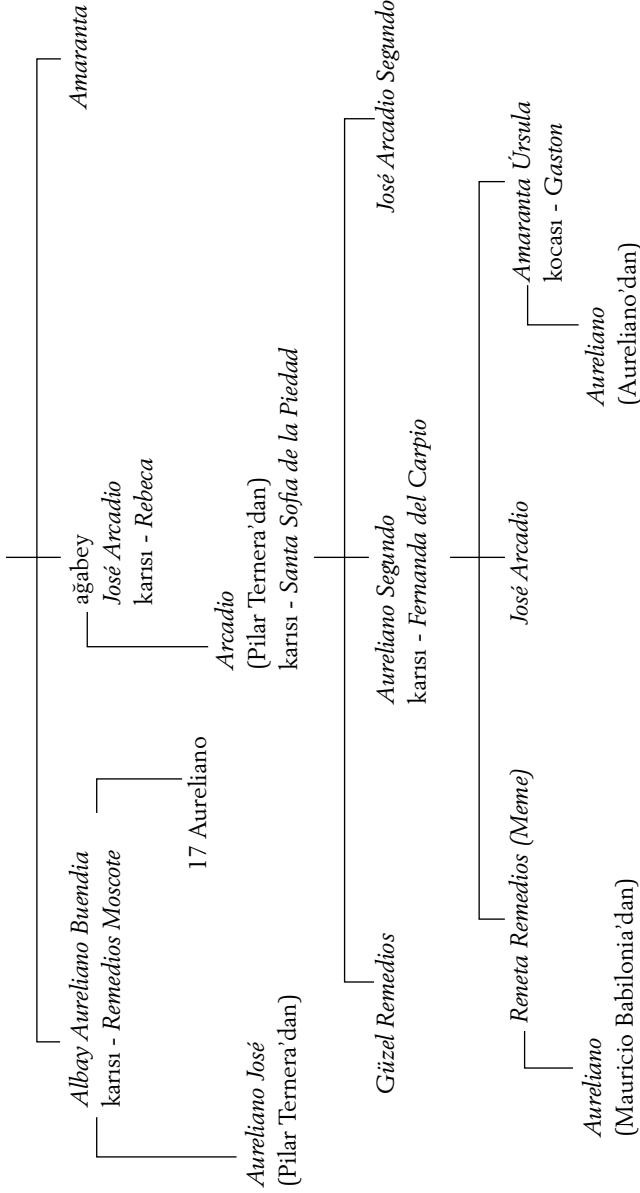 Albay Aureliano Buendia
karısı - Remedios Moscote
ağabey
José Arcadio
karısı - Rebeca
Amaranta
Aureliano José
(Pilar Ternera’dan)
17 Aureliano
Arcadio
(Pilar Ternera’dan)
karısı - Santa Sofia de la Piedad
Güzel Remedios
Aureliano Segundo
karısı - Fernanda del Carpio
José Arcadio Segundo
Reneta Remedios (Meme)
José Arcadio
Amaranta Úrsula
kocası - Gaston
Aureliano
(Mauricio Babilonia’dan)
Aureliano
(Aureliano’dan)